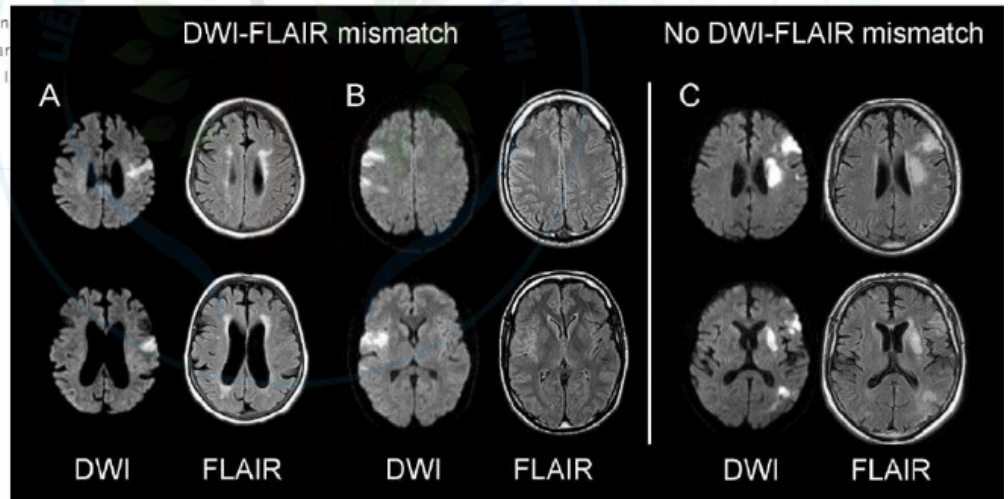 DWI-FLAIR mismatch
No DWI-FLAIR mismatch
A
B
C
DWI
FLAIR
DWI
FLAIR
DWI
FLAIR